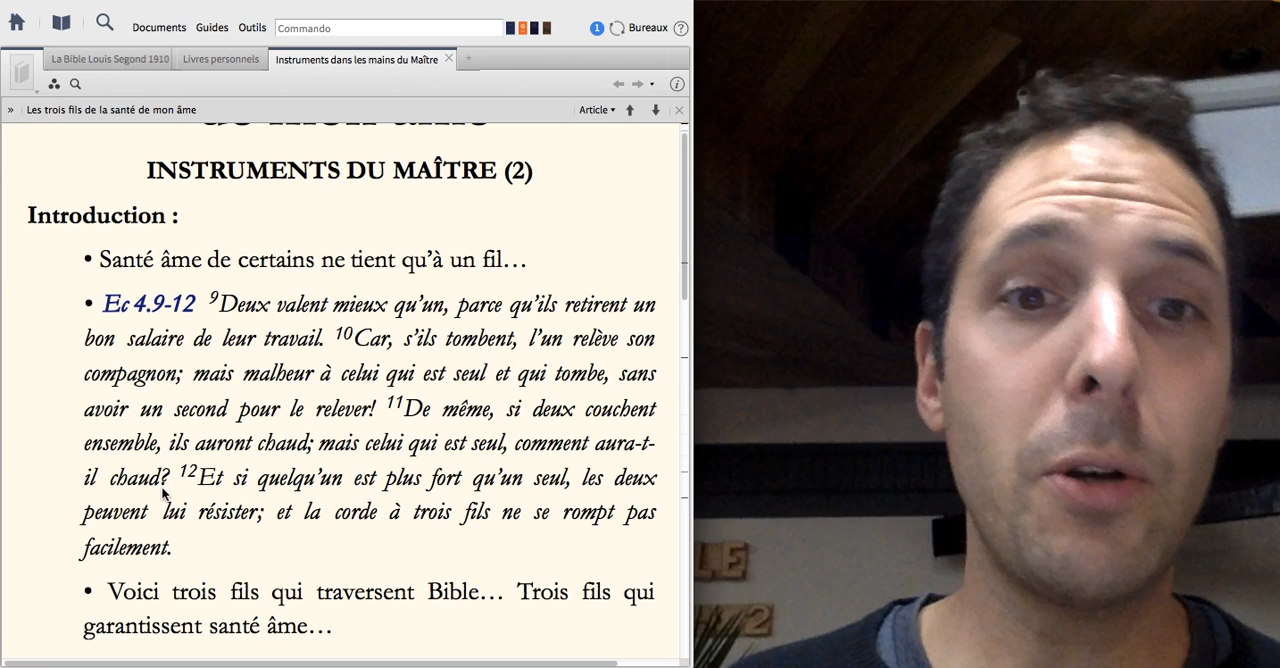 Documents Guides Outils Commando 1 Bureaux ?
La Bible Louis Segond 1910 Livres personnels Instruments dans les mains du Maître
» Les trois fils de la santé de mon âme Article
de mon âme
INSTRUMENTS DU MAÎTRE (2)
Introduction :
• Santé âme de certains ne tient qu’à un fil…
• Ec 4.9-12 9Deux valent mieux qu’un, parce qu’ils retirent un
bon salaire de leur travail. 10Car, s’ils tombent, l’un relève son
compagnon; mais malheur à celui qui est seul et qui tombe, sans
avoir un second pour le relever! 11De même, si deux couchent
ensemble, ils auront chaud; mais celui qui est seul, comment aura-t-
il chaud? 12Et si quelqu’un est plus fort qu’un seul, les deux
peuvent lui résister; et la corde à trois fils ne se rompt pas
facilement.
• Voici trois fils qui traversent Bible… Trois fils qui
garantissent santé âme…
LE
2